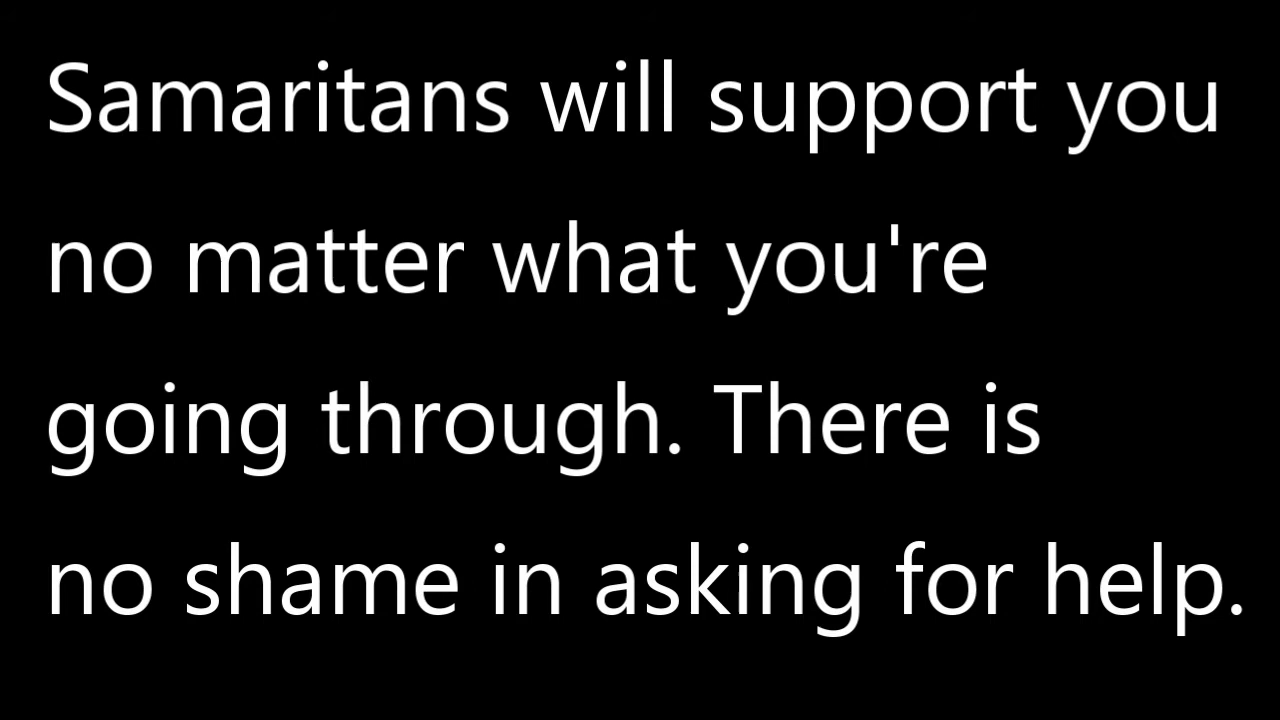 Samaritans will support you
no matter what you're
going through. There is
no shame in asking for help.